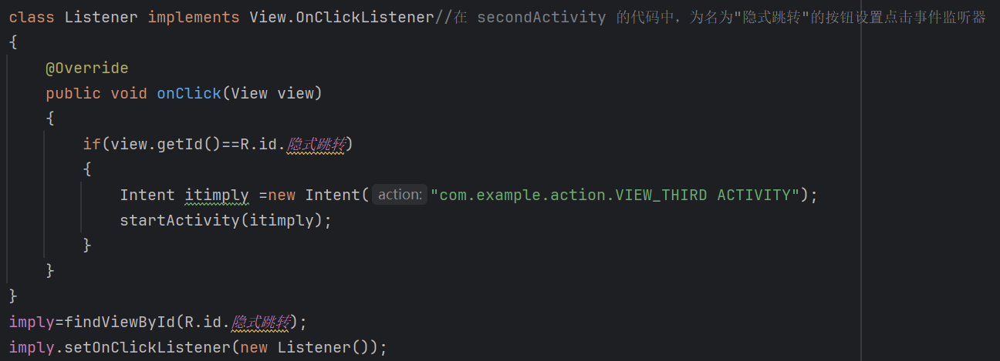 class Listener implements View.OnClickListener//在 secondActivity 的代码中，为名为"隐式跳转"的按钮设置点击事件监听器
{
@Override
public void onClick(View view)
{
if(view.getId()==R.id.隐式跳转)
{
Intent itimply =new Intent( action: "com.example.action.VIEW_THIRD ACTIVITY");
startActivity(itimply);
}
}
}
imply=findViewById(R.id.隐式跳转);
imply.setOnClickListener(new Listener());